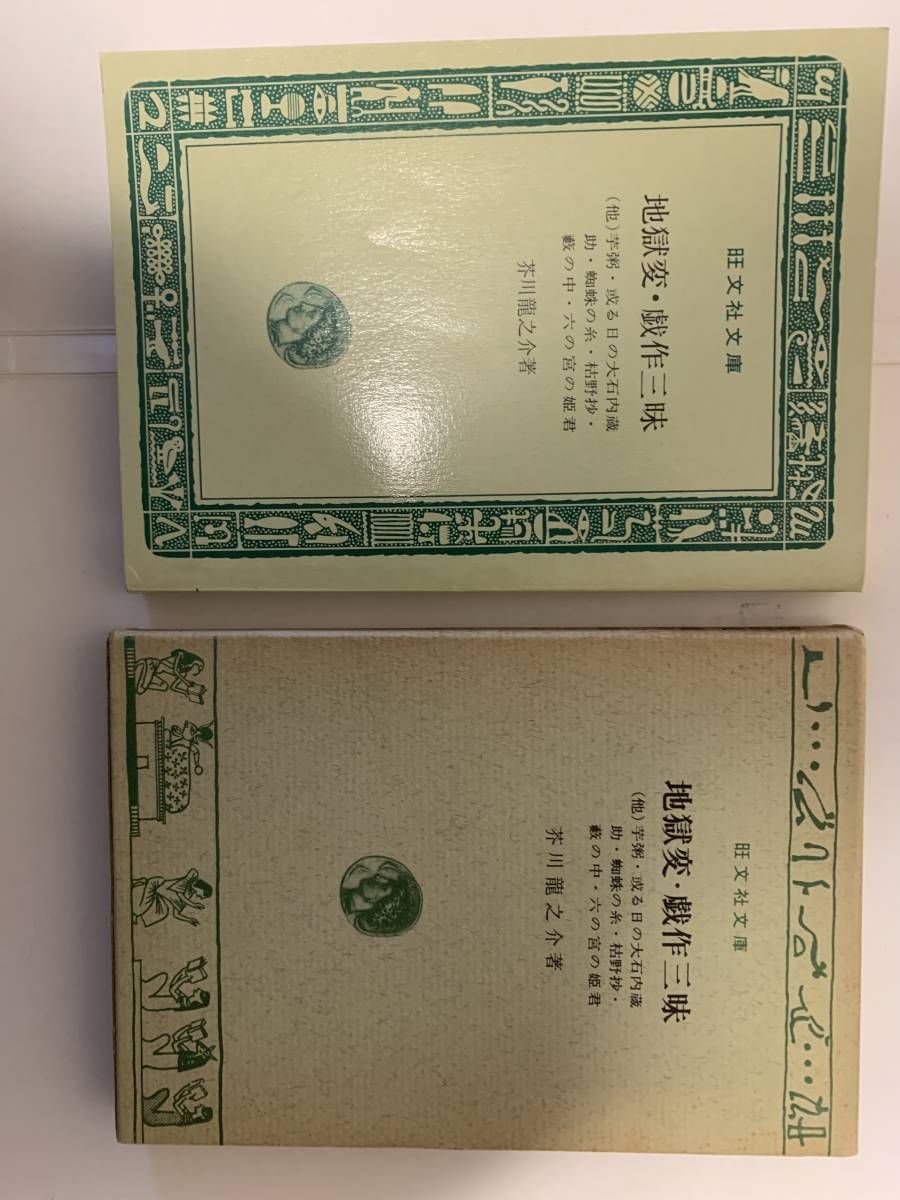 旺文社文庫
地獄変・戯作三昧
(他)芋粥・或る日の大石内蔵
助・蜘蛛の糸・枯野抄・
藪の中・六の宮の姫君
芥川龍之介著
旺文社文庫
地獄変・戯作三昧
(他)芋粥・或る日の大石内蔵
助・蜘蛛の糸・枯野抄・
藪の中・六の宮の姫君
芥川龍之介著